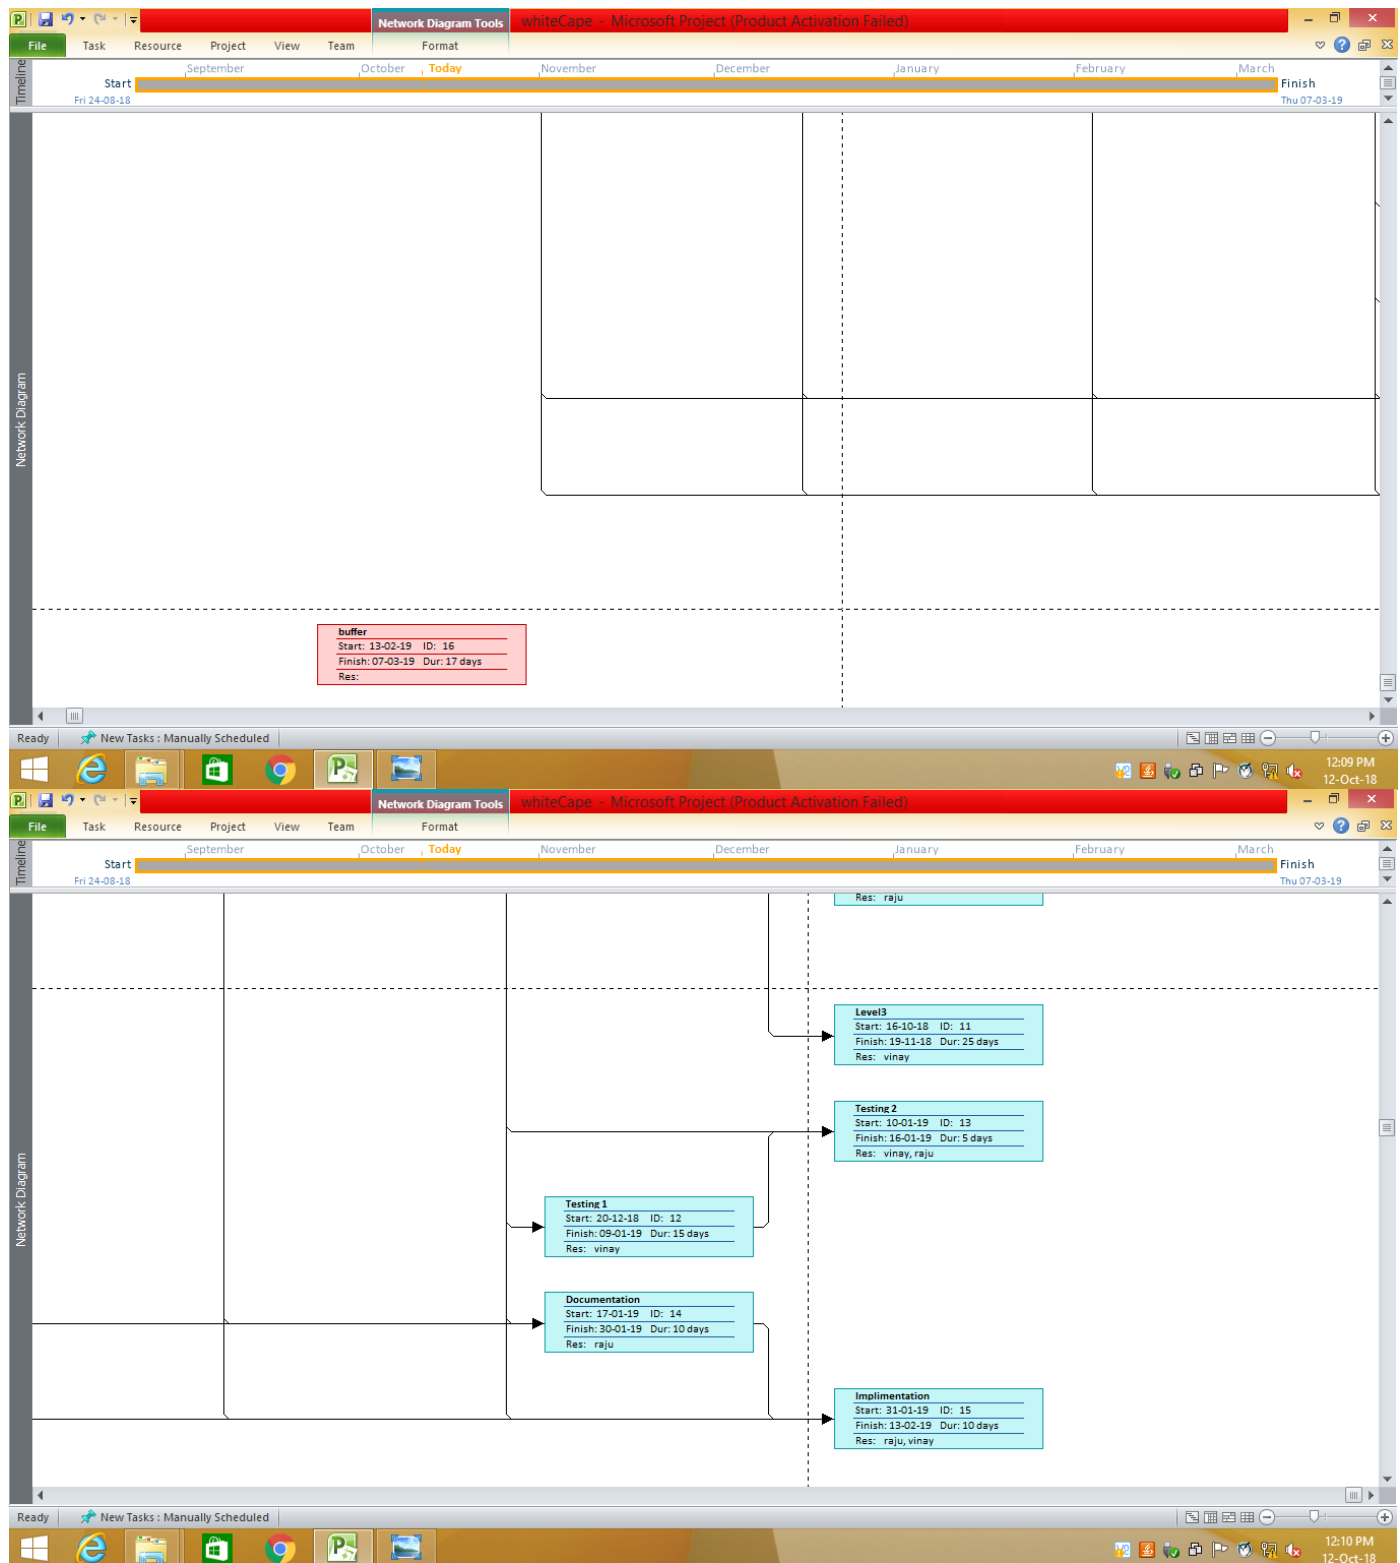 Network Diagram Tools
whiteCape - Microsoft Project (Product Activation Failed)
File Task Resource Project View Team Format
Timeline
September October Today November December January February March
Start Finish
Fri 24-08-18 Thu 07-03-19
Network Diagram
buffer
Start: 13-02-19 ID: 16
Finish: 07-03-19 Dur: 17 days
Res:
Ready New Tasks : Manually Scheduled
12:09 PM
12-Oct-18
Network Diagram Tools
whiteCape - Microsoft Project (Product Activation Failed)
File Task Resource Project View Team Format
Timeline
September October Today November December January February March
Start Finish
Fri 24-08-18 Thu 07-03-19
Network Diagram
Res: raju
Level3
Start: 16-10-18 ID: 11
Finish: 19-11-18 Dur: 25 days
Res: vinay
Testing 2
Start: 10-01-19 ID: 13
Finish: 16-01-19 Dur: 5 days
Res: vinay, raju
Testing 1
Start: 20-12-18 ID: 12
Finish: 09-01-19 Dur: 15 days
Res: vinay
Documentation
Start: 17-01-19 ID: 14
Finish: 30-01-19 Dur: 10 days
Res: raju
Implimentation
Start: 31-01-19 ID: 15
Finish: 13-02-19 Dur: 10 days
Res: raju, vinay
Ready New Tasks : Manually Scheduled
12:10 PM
12-Oct-18